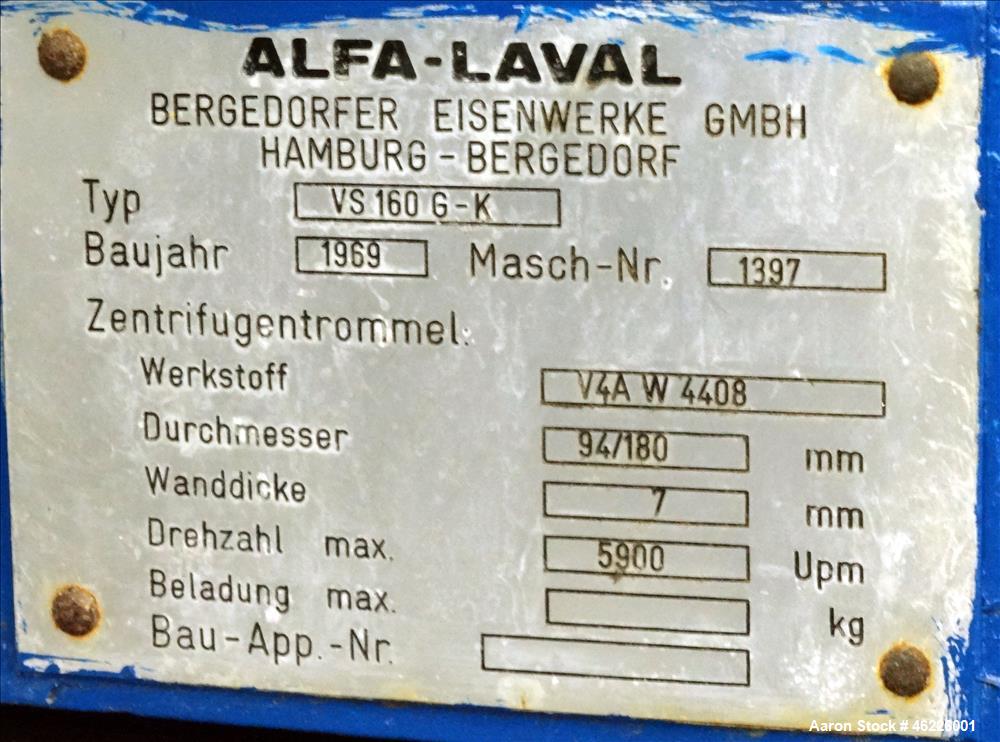 ALFA-LAVAL
BERGEDORFER EISENWERKE GMBH
HAMBURG-BERGEDORF
Typ VS 160 G-K
Baujahr 1969 Masch-Nr. 1397
Zentrifugentrommel:
Werkstoff V4A W 4408
Durchmesser 94/180 mm
Wanddicke 7 mm
Drehzahl max. 5900 Upm
Beladung max. kg
Bau-App.-Nr.
Aaron Stock # 46226001